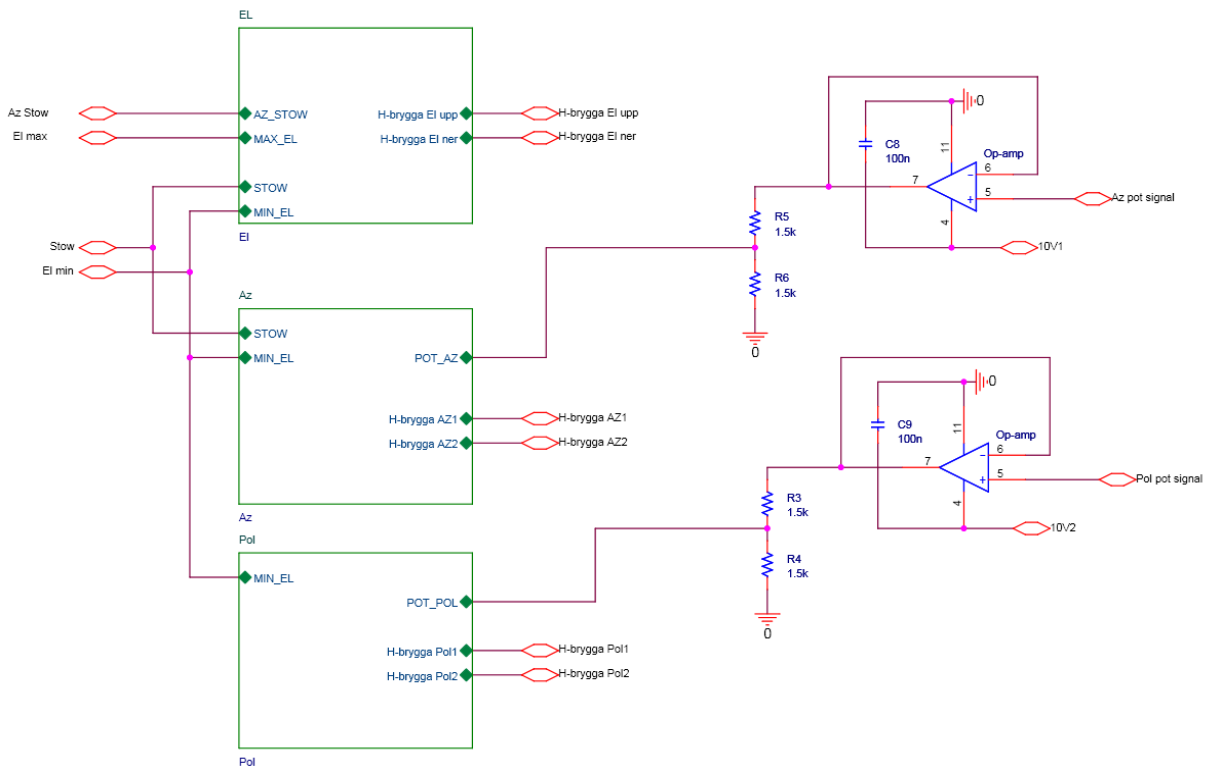 EL
Az Stow
El max
AZ_STOW
MAX_EL
STOW
MIN_EL
H-brygga El upp
H-brygga El ner
H-brygga El upp
H-brygga El ner
El
Stow
El min
Az
STOW
MIN_EL
POT_AZ
H-brygga AZ1
H-brygga AZ2
H-brygga AZ1
H-brygga AZ2
Az
Pol
MIN_EL
POT_POL
H-brygga Pol1
H-brygga Pol2
H-brygga Pol1
H-brygga Pol2
Pol
0
C8
100n
11
Op-amp
7
6
5
4
Az pot signal
10V1
R5
1.5k
R6
1.5k
0
0
C9
100n
11
Op-amp
7
6
5
4
Pol pot signal
10V2
R3
1.5k
R4
1.5k
0